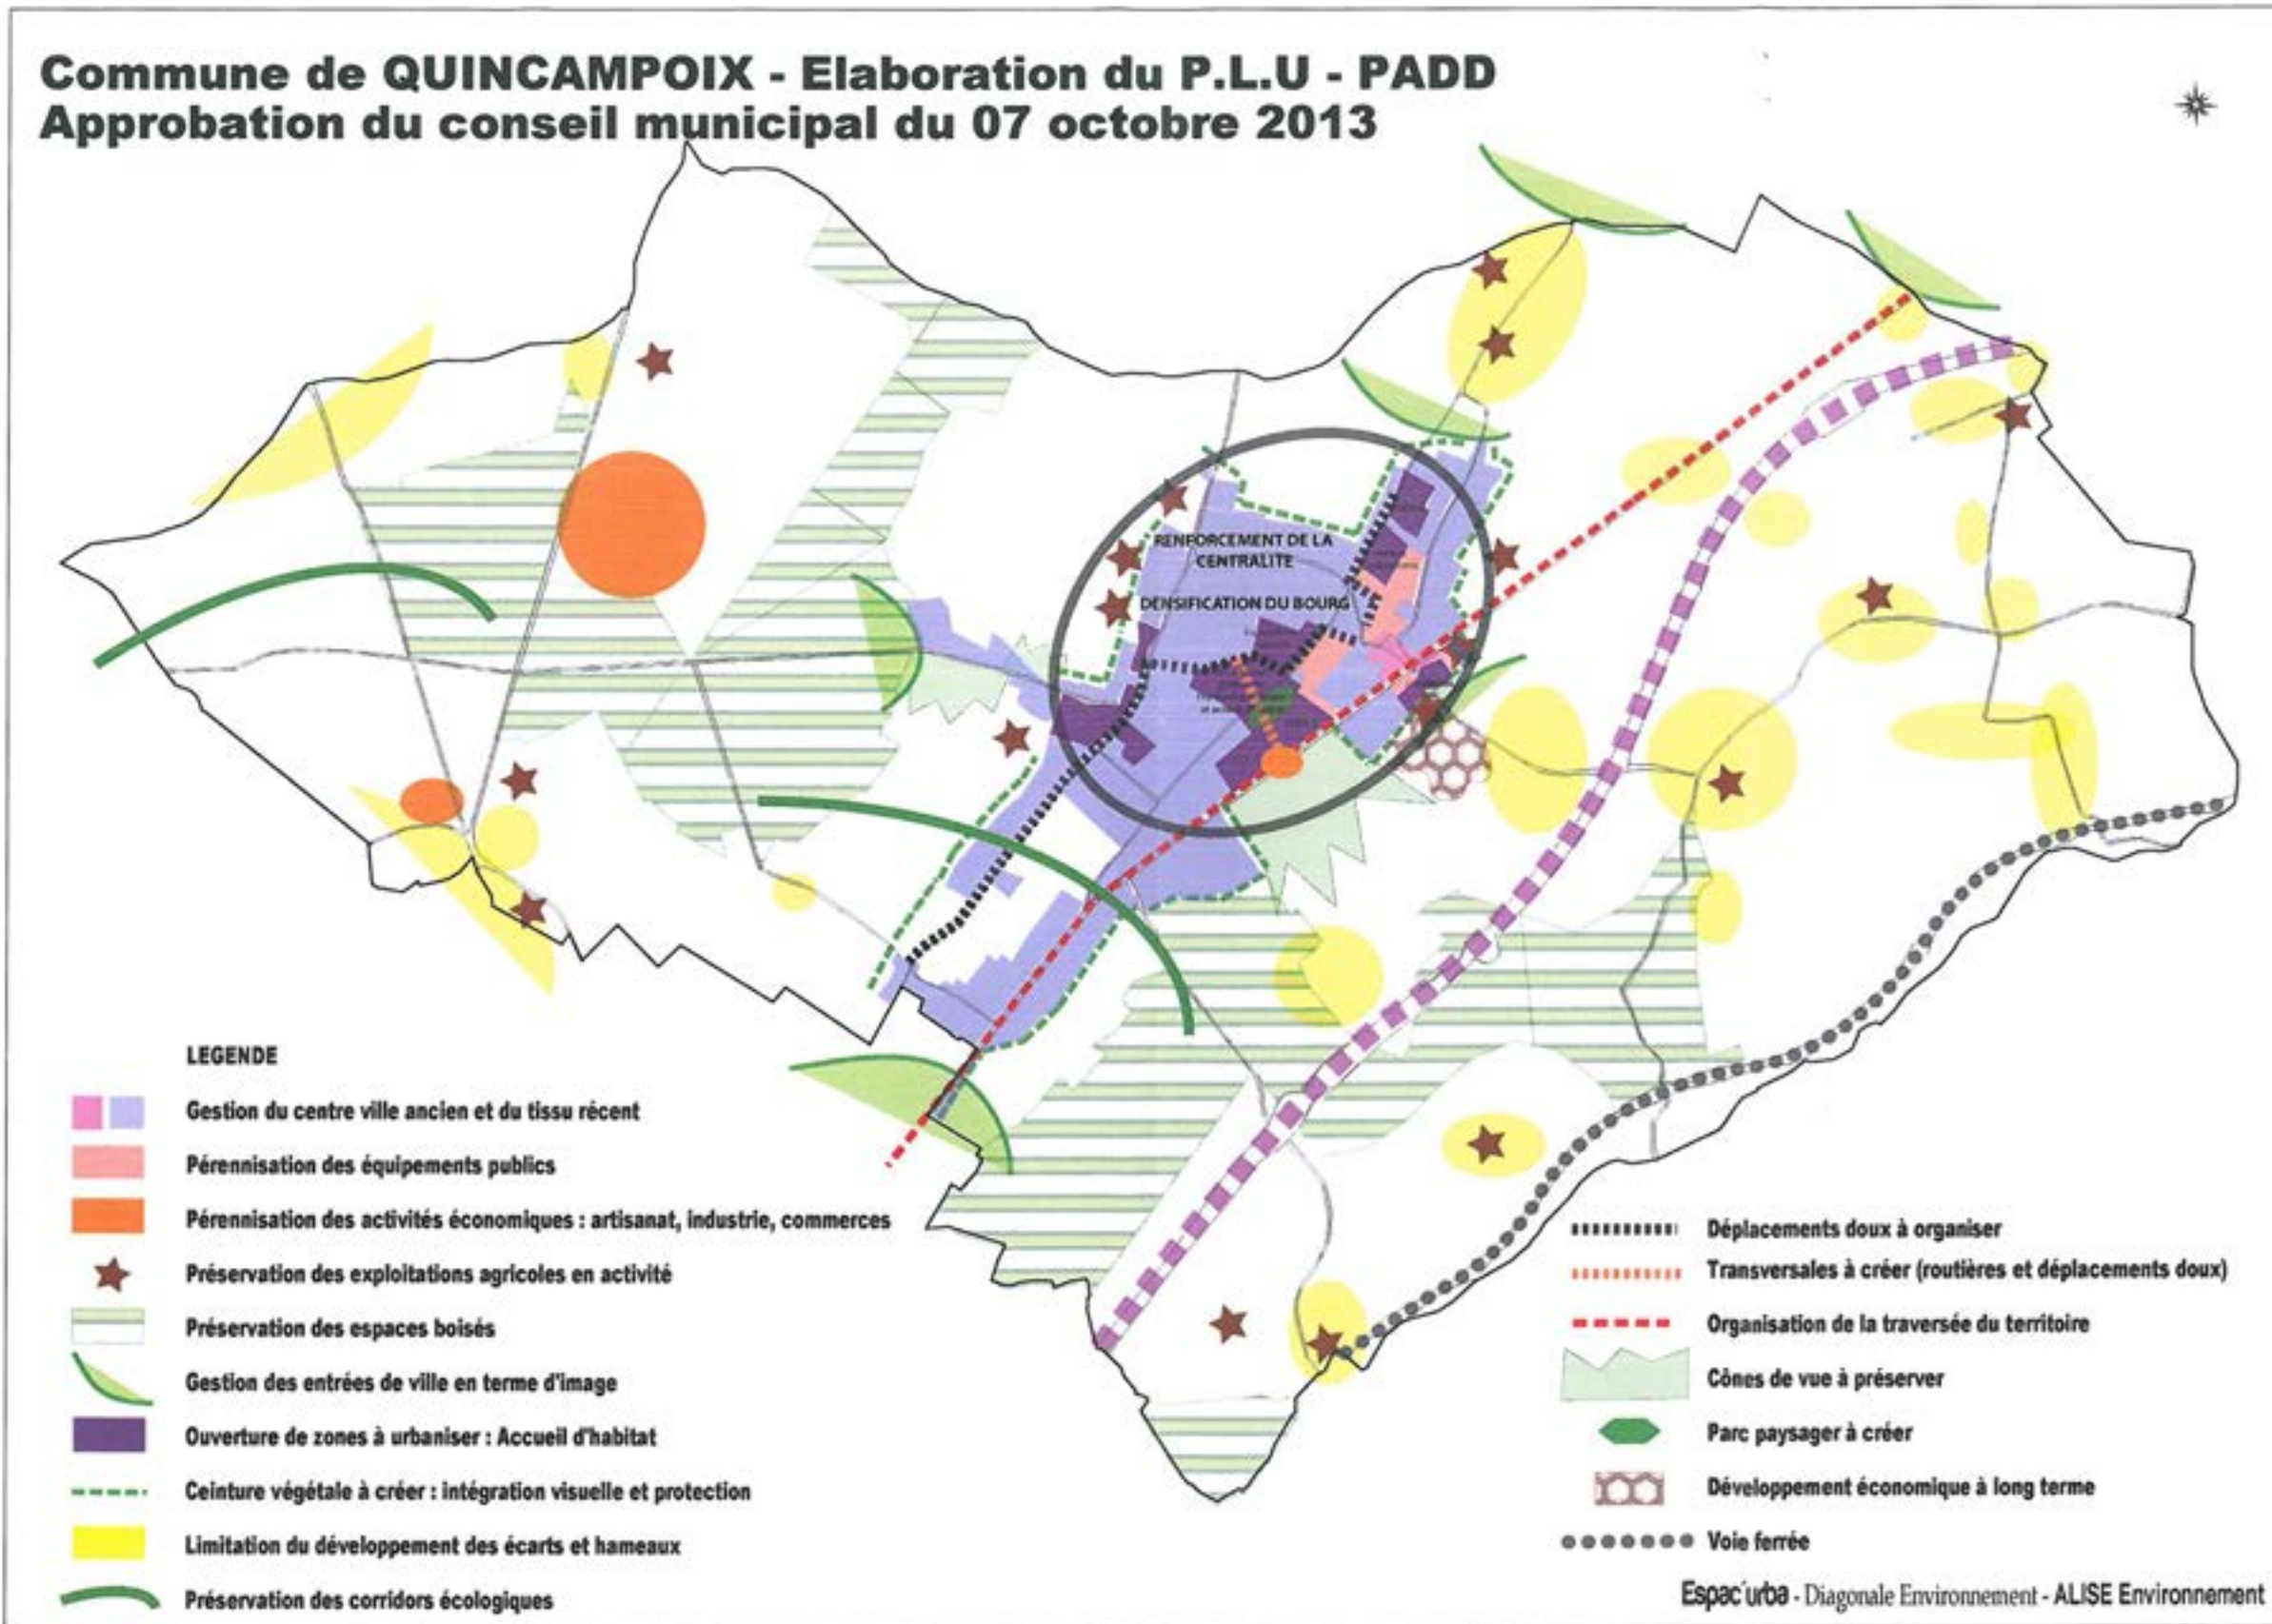 Commune de QUINCAMPOIX - Elaboration du P.L.U - PADD
Approbation du conseil municipal du 07 octobre 2013
RENFORCEMENT DE LA
CENTRALITE
DENSIFICATION DU BOURG
LEGENDE
Gestion du centre ville ancien et du tissu récent
Pérennisation des équipements publics
Pérennisation des activités économiques : artisanat, industrie, commerces
Préservation des exploitations agricoles en activité
Préservation des espaces boisés
Gestion des entrées de ville en terme d'image
Ouverture de zones à urbaniser : Accueil d'habitat
Ceinture végétale à créer : intégration visuelle et protection
Limitation du développement des écarts et hameaux
Préservation des corridors écologiques
Déplacements doux à organiser
Transversales à créer (routières et déplacements doux)
Organisation de la traversée du territoire
Cônes de vue à préserver
Parc paysager à créer
Développement économique à long terme
Voie ferrée
Espac'urba - Diagonale Environnement - ALISE Environnement